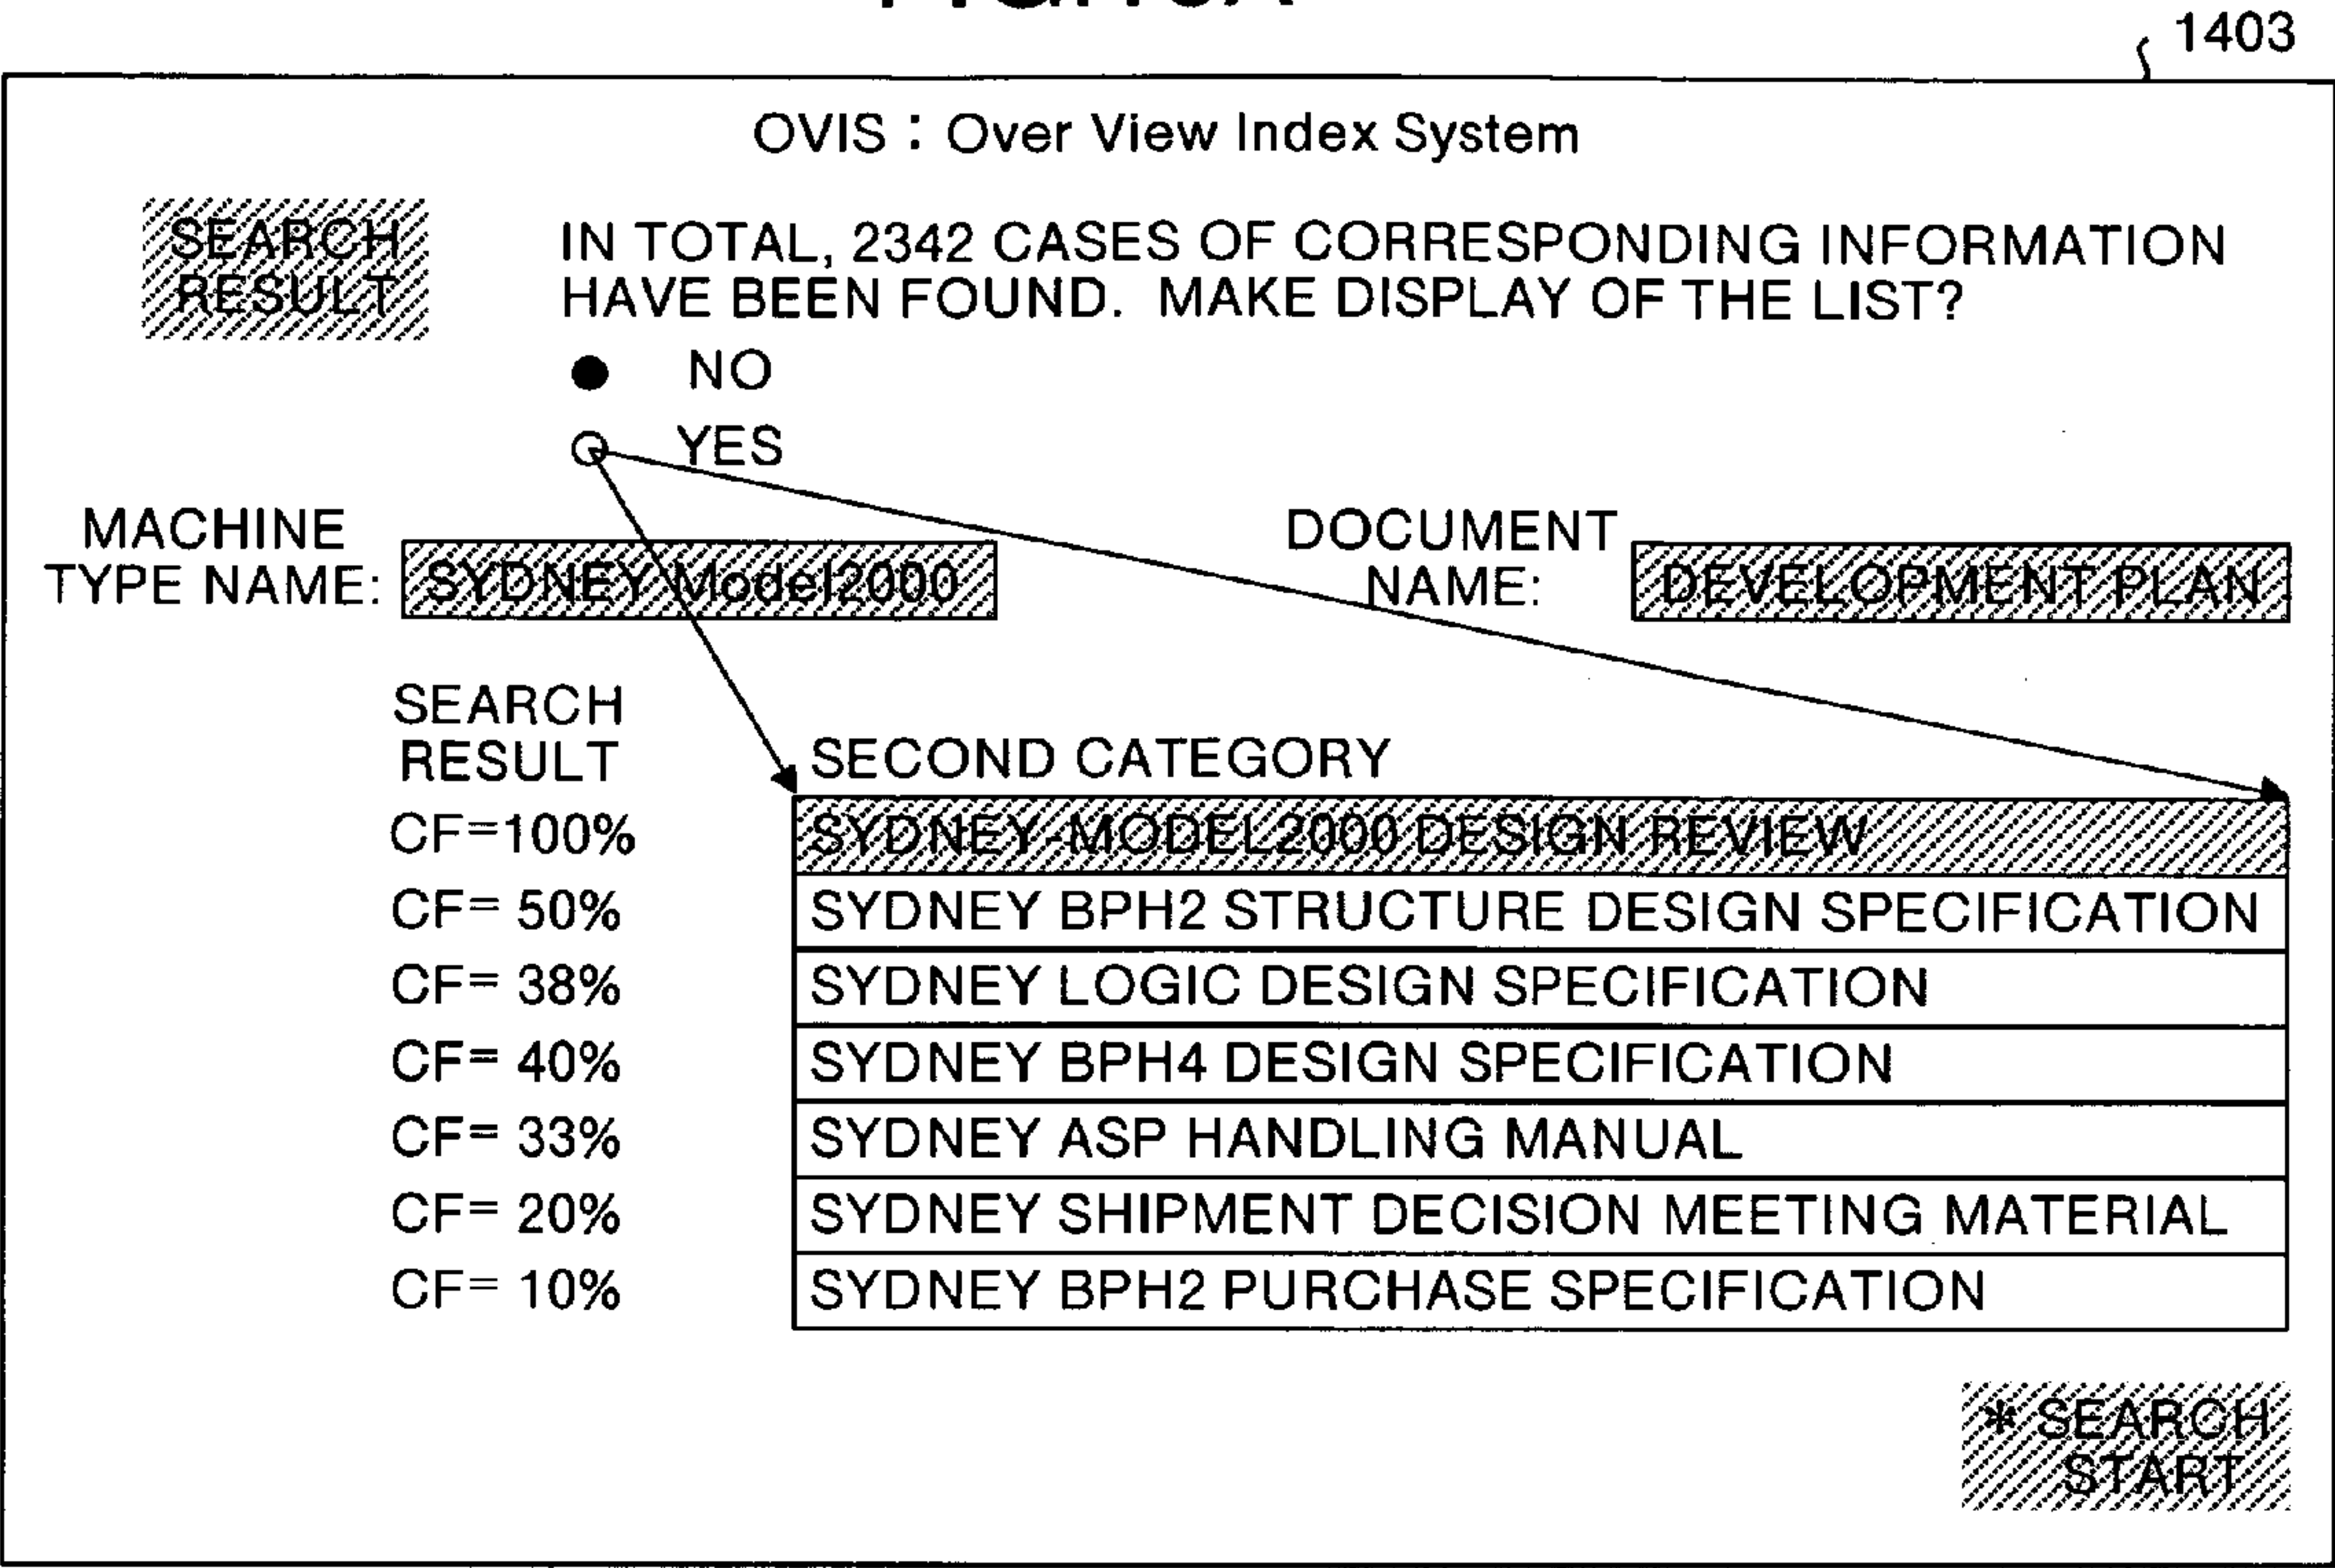 1403
OVIS : Over View Index System
SEARCH
RESULT
IN TOTAL, 2342 CASES OF CORRESPONDING INFORMATION
HAVE BEEN FOUND. MAKE DISPLAY OF THE LIST?
NO
YES
MACHINE
TYPE NAME:
SYDNEY Model2000
DOCUMENT
NAME:
DEVELOPMENT PLAN
SEARCH
RESULT
SECOND CATEGORY
CF=100% SYDNEY-MODEL2000 DESIGN REVIEW
CF= 50% SYDNEY BPH2 STRUCTURE DESIGN SPECIFICATION
CF= 38% SYDNEY LOGIC DESIGN SPECIFICATION
CF= 40% SYDNEY BPH4 DESIGN SPECIFICATION
CF= 33% SYDNEY ASP HANDLING MANUAL
CF= 20% SYDNEY SHIPMENT DECISION MEETING MATERIAL
CF= 10% SYDNEY BPH2 PURCHASE SPECIFICATION
* SEARCH
START